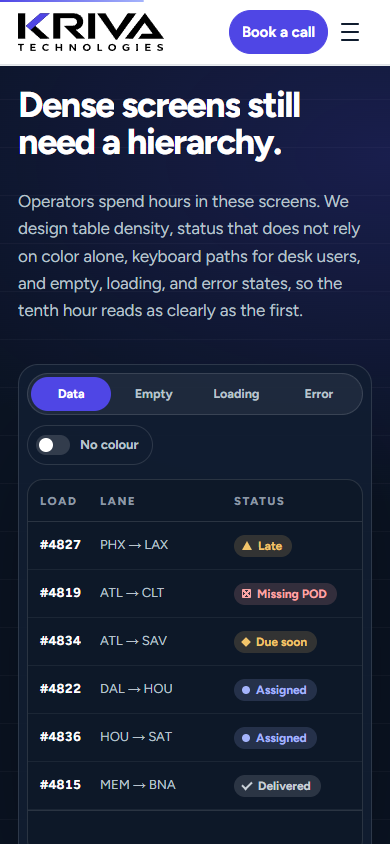 KRIVA
TECHNOLOGIES
Book a call
Dense screens still
need a hierarchy.
Operators spend hours in these screens. We
design table density, status that does not rely
on color alone, keyboard paths for desk users,
and empty, loading, and error states, so the
tenth hour reads as clearly as the first.
Data Empty Loading Error
No colour
LOAD LANE STATUS
#4827 PHX → LAX Late
#4819 ATL → CLT Missing POD
#4834 ATL → SAV Due soon
#4822 DAL → HOU Assigned
#4836 HOU → SAT Assigned
#4815 MEM → BNA Delivered